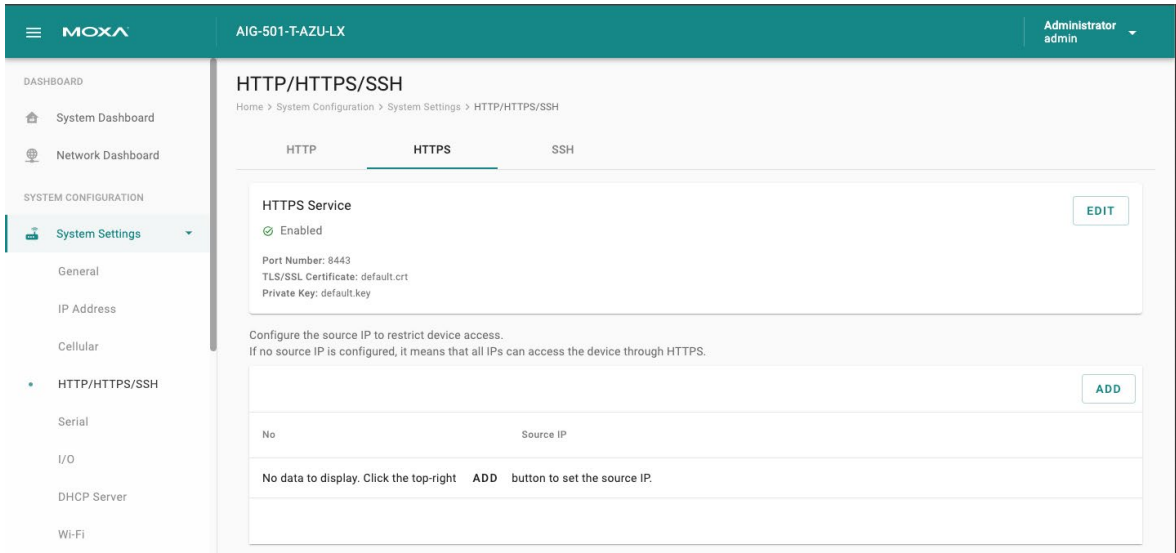 MOXA
AIG-501-T-AZU-LX
Administrator
admin
DASHBOARD
System Dashboard
Network Dashboard
SYSTEM CONFIGURATION
System Settings
General
IP Address
Cellular
HTTP/HTTPS/SSH
Serial
I/O
DHCP Server
Wi-Fi
HTTP/HTTPS/SSH
Home > System Configuration > System Settings > HTTP/HTTPS/SSH
HTTP HTTPS SSH
HTTPS Service
EDIT
Enabled
Port Number: 8443
TLS/SSL Certificate: default.crt
Private Key: default.key
Configure the source IP to restrict device access.
If no source IP is configured, it means that all IPs can access the device through HTTPS.
ADD
No Source IP
No data to display. Click the top-right ADD button to set the source IP.